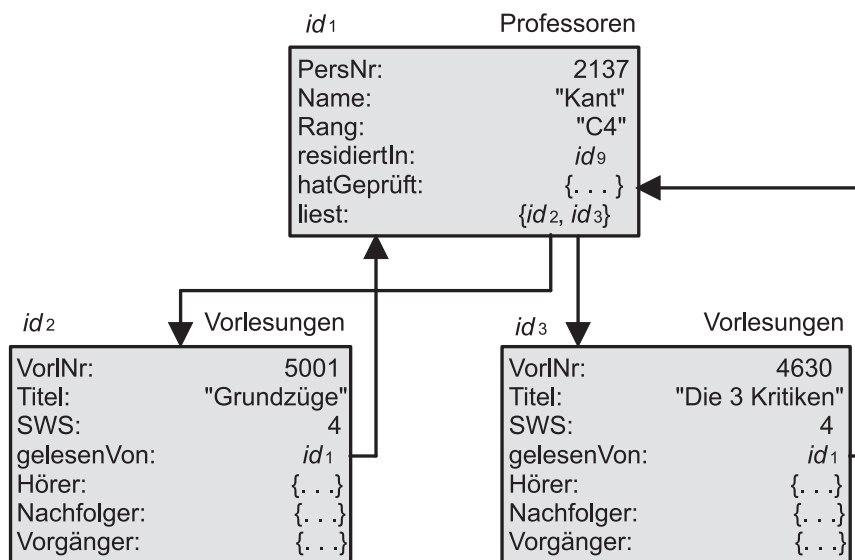 id1 Professoren
PersNr: 2137
Name: "Kant"
Rang: "C4"
residiertIn: id9
hatGeprüft: {. . . }
liest: {id2, id3}
id2 Vorlesungen
VorlNr: 5001
Titel: "Grundzüge"
SWS: 4
gelesenVon: id1
Hörer: {. . .}
Nachfolger: {. . .}
Vorgänger: {. . .}
id3 Vorlesungen
VorlNr: 4630
Titel: "Die 3 Kritiken"
SWS: 4
gelesenVon: id1
Hörer: {. . .}
Nachfolger: {. . .}
Vorgänger: {. . .}